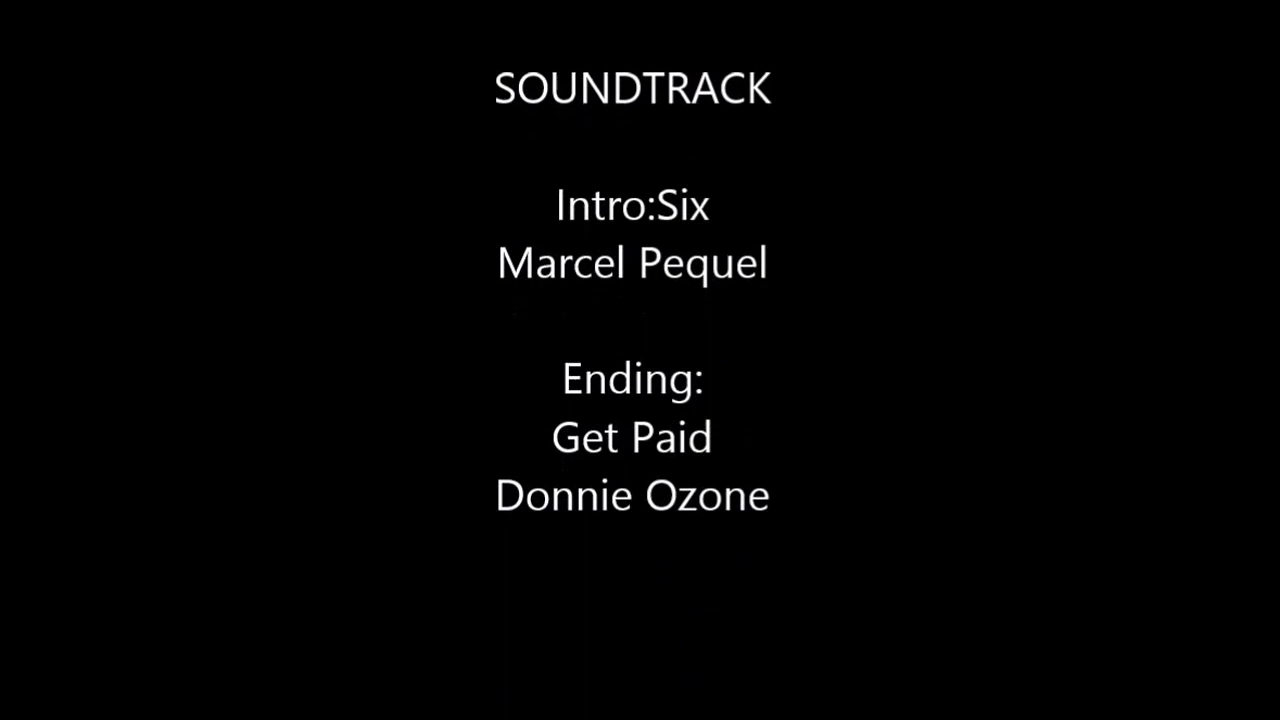 SOUNDTRACK
Intro:Six
Marcel Pequel
Ending:
Get Paid
Donnie Ozone